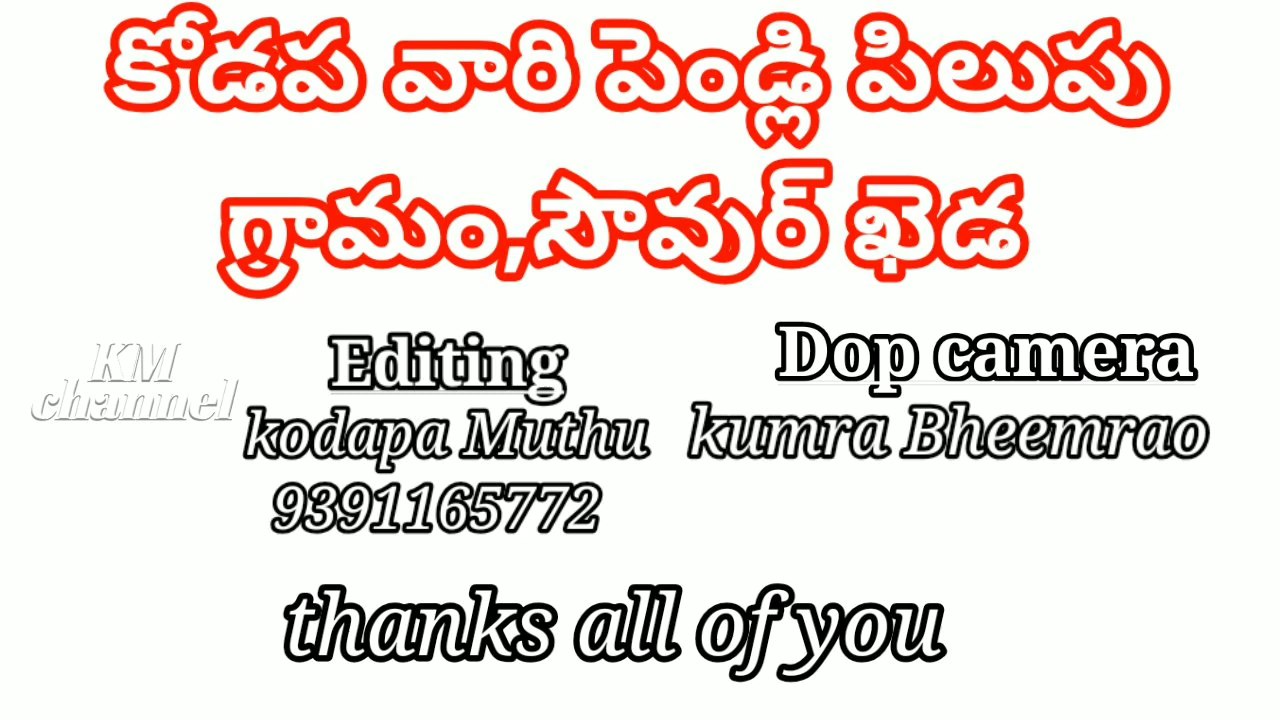 కోడప వారి పెండ్లి పిలుపు
గ్రామం,సౌవుర్ ఖెడ
KM
channel
Editing
Dop camera
kodapa Muthu
kumra Bheemrao
9391165772
thanks all of you